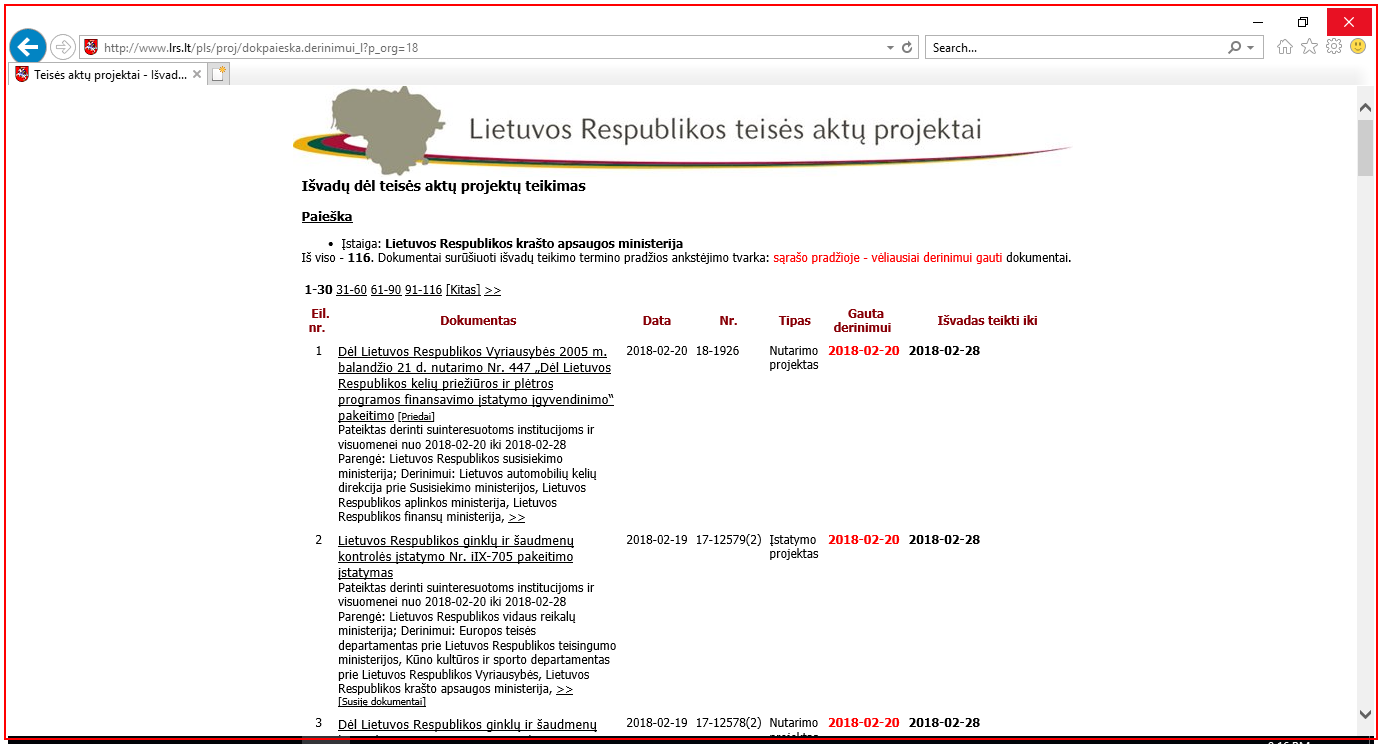 http://www.lrs.lt/pls/proj/dokpaieska.derinimui_l?p_org=18
Search...
Teisės aktų projektai - Išvad...
Lietuvos Respublikos teisės aktų projektai
Išvadų dėl teisės aktų projektų teikimas
Paieška
• Įstaiga: Lietuvos Respublikos krašto apsaugos ministerija
Iš viso - 116. Dokumentai surūšiuoti išvadų teikimo termino pradžios ankstėjimo tvarka: sąrašo pradžioje - vėliausiai derinimui gauti dokumentai.
1-30 31-60 61-90 91-116 [Kitas] >>
Eil. nr. Dokumentas Data Nr. Tipas Gauta derinimui Išvadas teikti iki
1 Dėl Lietuvos Respublikos Vyriausybės 2005 m. 2018-02-20 18-1926 Nutarimo 2018-02-20 2018-02-28
balandžio 21 d. nutarimo Nr. 447 „Dėl Lietuvos projektas
Respublikos kelių priežiūros ir plėtros
programos finansavimo įstatymo įgyvendinimo“
pakeitimo [Priedai]
Pateiktas derinti suinteresuotoms institucijoms ir
visuomenei nuo 2018-02-20 iki 2018-02-28
Parengė: Lietuvos Respublikos susisiekimo
ministerija; Derinimui: Lietuvos automobilių kelių
direkcija prie Susisiekimo ministerijos, Lietuvos
Respublikos aplinkos ministerija, Lietuvos
Respublikos finansų ministerija, >>
2 Lietuvos Respublikos ginklų ir šaudmenų 2018-02-19 17-12579(2) Įstatymo 2018-02-20 2018-02-28
kontrolės įstatymo Nr. iIX-705 pakeitimo projektas
įstatymas
Pateiktas derinti suinteresuotoms institucijoms ir
visuomenei nuo 2018-02-20 iki 2018-02-28
Parengė: Lietuvos Respublikos vidaus reikalų
ministerija; Derinimui: Europos teisės
departamentas prie Lietuvos Respublikos teisingumo
ministerijos, Kūno kultūros ir sporto departamentas
prie Lietuvos Respublikos Vyriausybės, Lietuvos
Respublikos krašto apsaugos ministerija, >>
[Susiję dokumentai]
3 Dėl Lietuvos Respublikos ginklų ir šaudmenų 2018-02-19 17-12578(2) Nutarimo 2018-02-20 2018-02-28
projektas